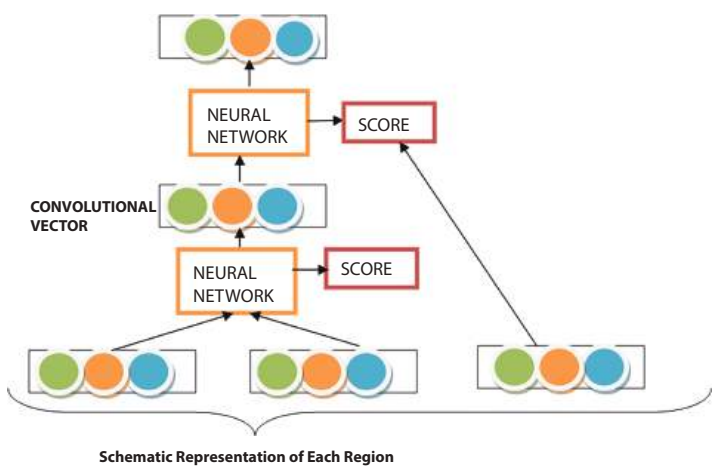 NEURAL
NETWORK
SCORE
CONVOLUTIONAL
VECTOR
NEURAL
NETWORK
SCORE
Schematic Representation of Each Region